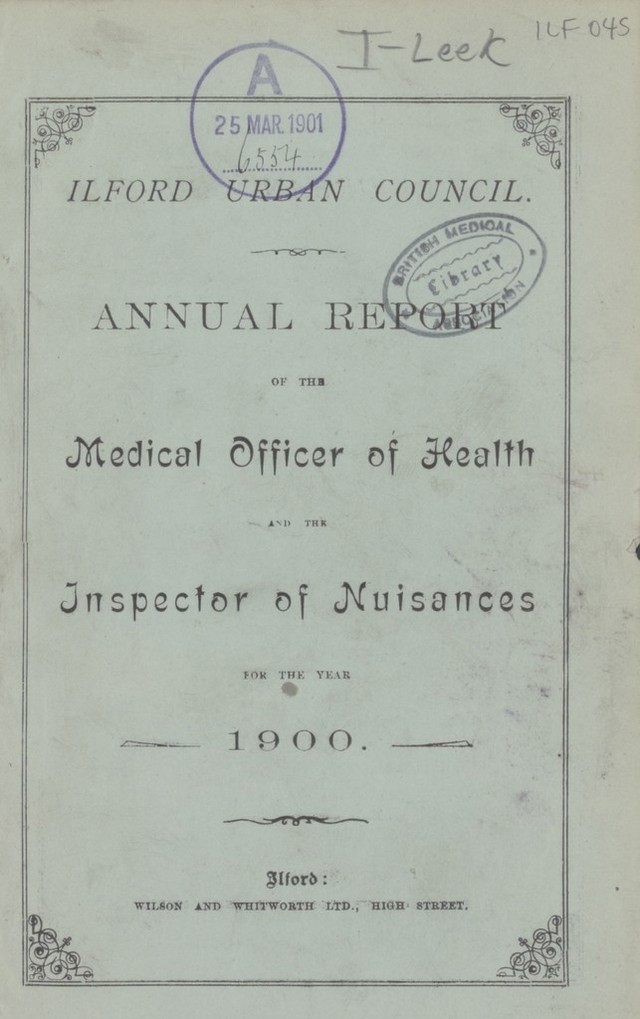 I-Leek
ILF 045
A
25 MAR. 1901
6554
ILFORD URBAN COUNCIL.
BRITISH MEDICAL
Library
ASSOCIATION
ANNUAL REPORT
OF THE
Medical Officer of Health
AND THE
Inspector of Nuisances
FOR THE YEAR
1900.
Ilford:
WILSON AND WHITWORTH LTD., HIGH STREET.